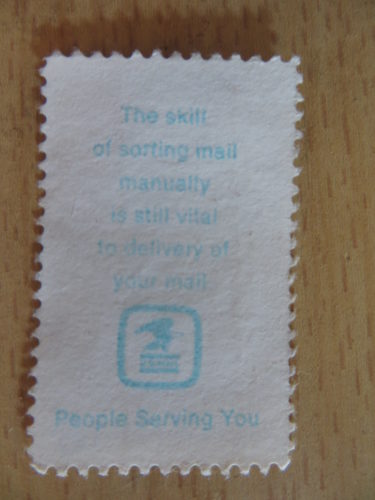 The skill
of sorting mail
manually
is still vital
to delivery of
your mail
People Serving You